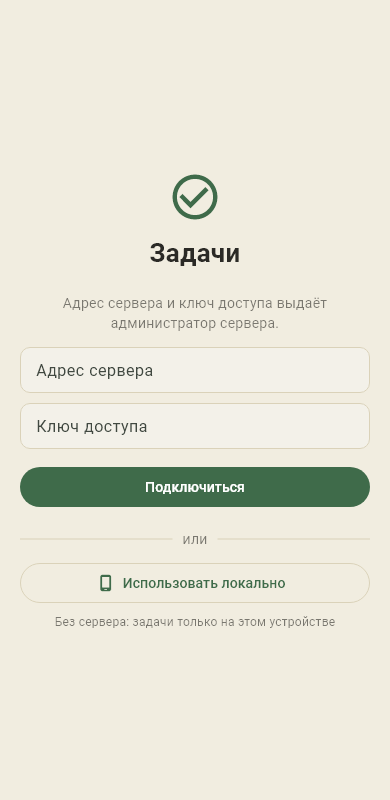 Задачи
Адрес сервера и ключ доступа выдаёт
администратор сервера.
Адрес сервера
Ключ доступа
Подключиться
или
Использовать локально
Без сервера: задачи только на этом устройстве